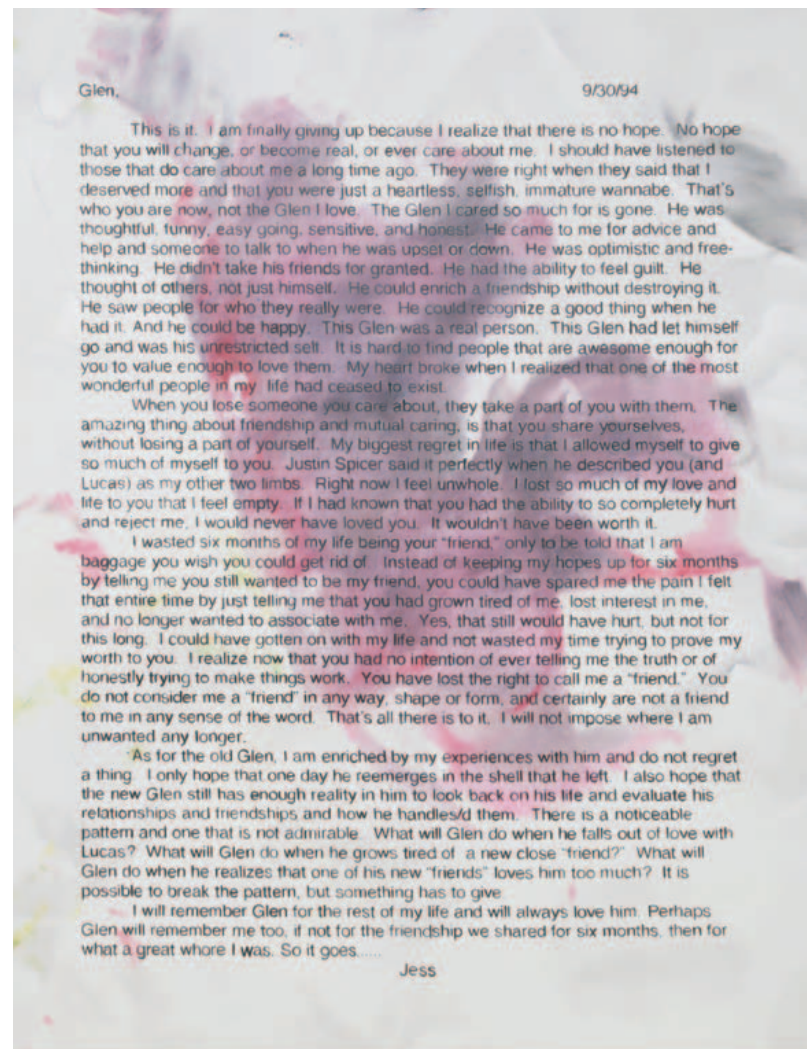 Glen, 9/30/94
This is it. I am finally giving up because I realize that there is no hope. No hope
that you will change, or become real, or ever care about me. I should have listened to
those that do care about me a long time ago. They were right when they said that I
deserved more and that you were just a heartless, selfish, immature wannabe. That's
who you are now, not the Glen I love. The Glen I cared so much for is gone. He was
thoughtful, funny, easy going, sensitive, and honest. He came to me for advice and
help and someone to talk to when he was upset or down. He was optimistic and free-
thinking. He didn't take his friends for granted. He had the ability to feel guilt. He
thought of others, not just himself. He could enrich a friendship without destroying it.
He saw people for who they really were. He could recognize a good thing when he
had it. And he could be happy. This Glen was a real person. This Glen had let himself
go and was his unrestricted self. It is hard to find people that are awesome enough for
you to value enough to love them. My heart broke when I realized that one of the most
wonderful people in my life had ceased to exist.
When you lose someone you care about, they take a part of you with them. The
amazing thing about friendship and mutual caring, is that you share yourselves,
without losing a part of yourself. My biggest regret in life is that I allowed myself to give
so much of myself to you. Justin Spicer said it perfectly when he described you (and
Lucas) as my other two limbs. Right now I feel unwhole. I lost so much of my love and
life to you that I feel empty. If I had known that you had the ability to so completely hurt
and reject me, I would never have loved you. It wouldn't have been worth it.
I wasted six months of my life being your "friend," only to be told that I am
baggage you wish you could get rid of. Instead of keeping my hopes up for six months
by telling me you still wanted to be my friend, you could have spared me the pain I felt
that entire time by just telling me that you had grown tired of me, lost interest in me,
and no longer wanted to associate with me. Yes, that still would have hurt, but not for
this long. I could have gotten on with my life and not wasted my time trying to prove my
worth to you. I realize now that you had no intention of ever telling me the truth or of
honestly trying to make things work. You have lost the right to call me a "friend." You
do not consider me a "friend" in any way, shape or form, and certainly are not a friend
to me in any sense of the word. That's all there is to it. I will not impose where I am
unwanted any longer.
As for the old Glen, I am enriched by my experiences with him and do not regret
a thing. I only hope that one day he reemerges in the shell that he left. I also hope that
the new Glen still has enough reality in him to look back on his life and evaluate his
relationships and friendships and how he handles/d them. There is a noticeable
pattern and one that is not admirable. What will Glen do when he falls out of love with
Lucas? What will Glen do when he grows tired of a new close "friend?" What will
Glen do when he realizes that one of his new "friends" loves him too much? It is
possible to break the pattern, but something has to give.
I will remember Glen for the rest of my life and will always love him. Perhaps
Glen will remember me too, if not for the friendship we shared for six months, then for
what a great whore I was. So it goes......
Jess